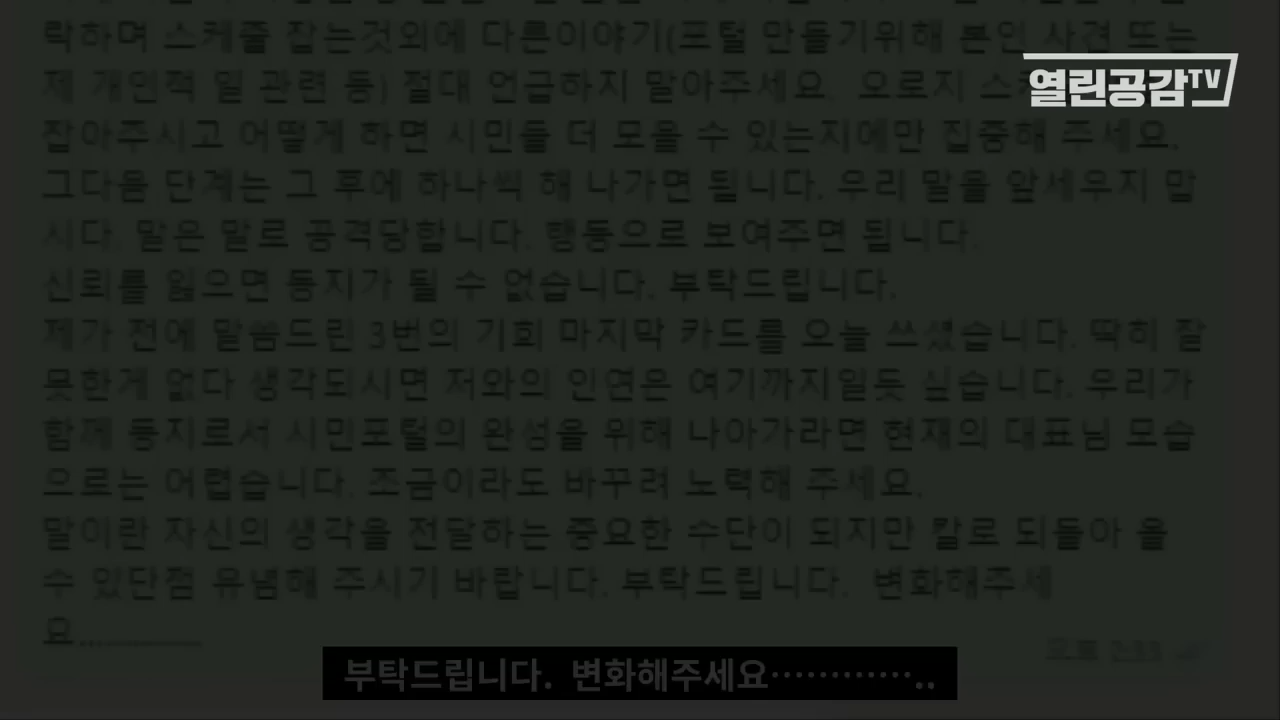 락하며 스케줄 잡는것외에 다른이야기(포털 만들기위해 본인 사견 또는
제 개인적 일 관련 등) 절대 언급하지 말아주세요. 오로지 스케
열린공감TV
잡아주시고 어떻게 하면 시민들 더 모을 수 있는지에만 집중해 주세요.
그다음 단계는 그 후에 하나씩 해 나가면 됩니다. 우리 말을 앞세우지 맙
시다. 말은 말로 공격당합니다. 행동으로 보여주면 됩니다.
신뢰를 잃으면 동지가 될 수 없습니다. 부탁드립니다.
제가 전에 말씀드린 3번의 기회 마지막 카드를 오늘 쓰셨습니다. 딱히 잘
못한게 없다 생각되시면 저와의 인연은 여기까지일듯 싶습니다. 우리가
함께 동지로서 시민포털의 완성을 위해 나아가라면 현재의 대표님 모습
으로는 어렵습니다. 조금이라도 바꾸려 노력해 주세요.
말이란 자신의 생각을 전달하는 중요한 수단이 되지만 칼로 되돌아 올
수 있단점 유념해 주시기 바랍니다. 부탁드립니다. 변화해주세
요...............
부탁드립니다. 변화해주세요…………..